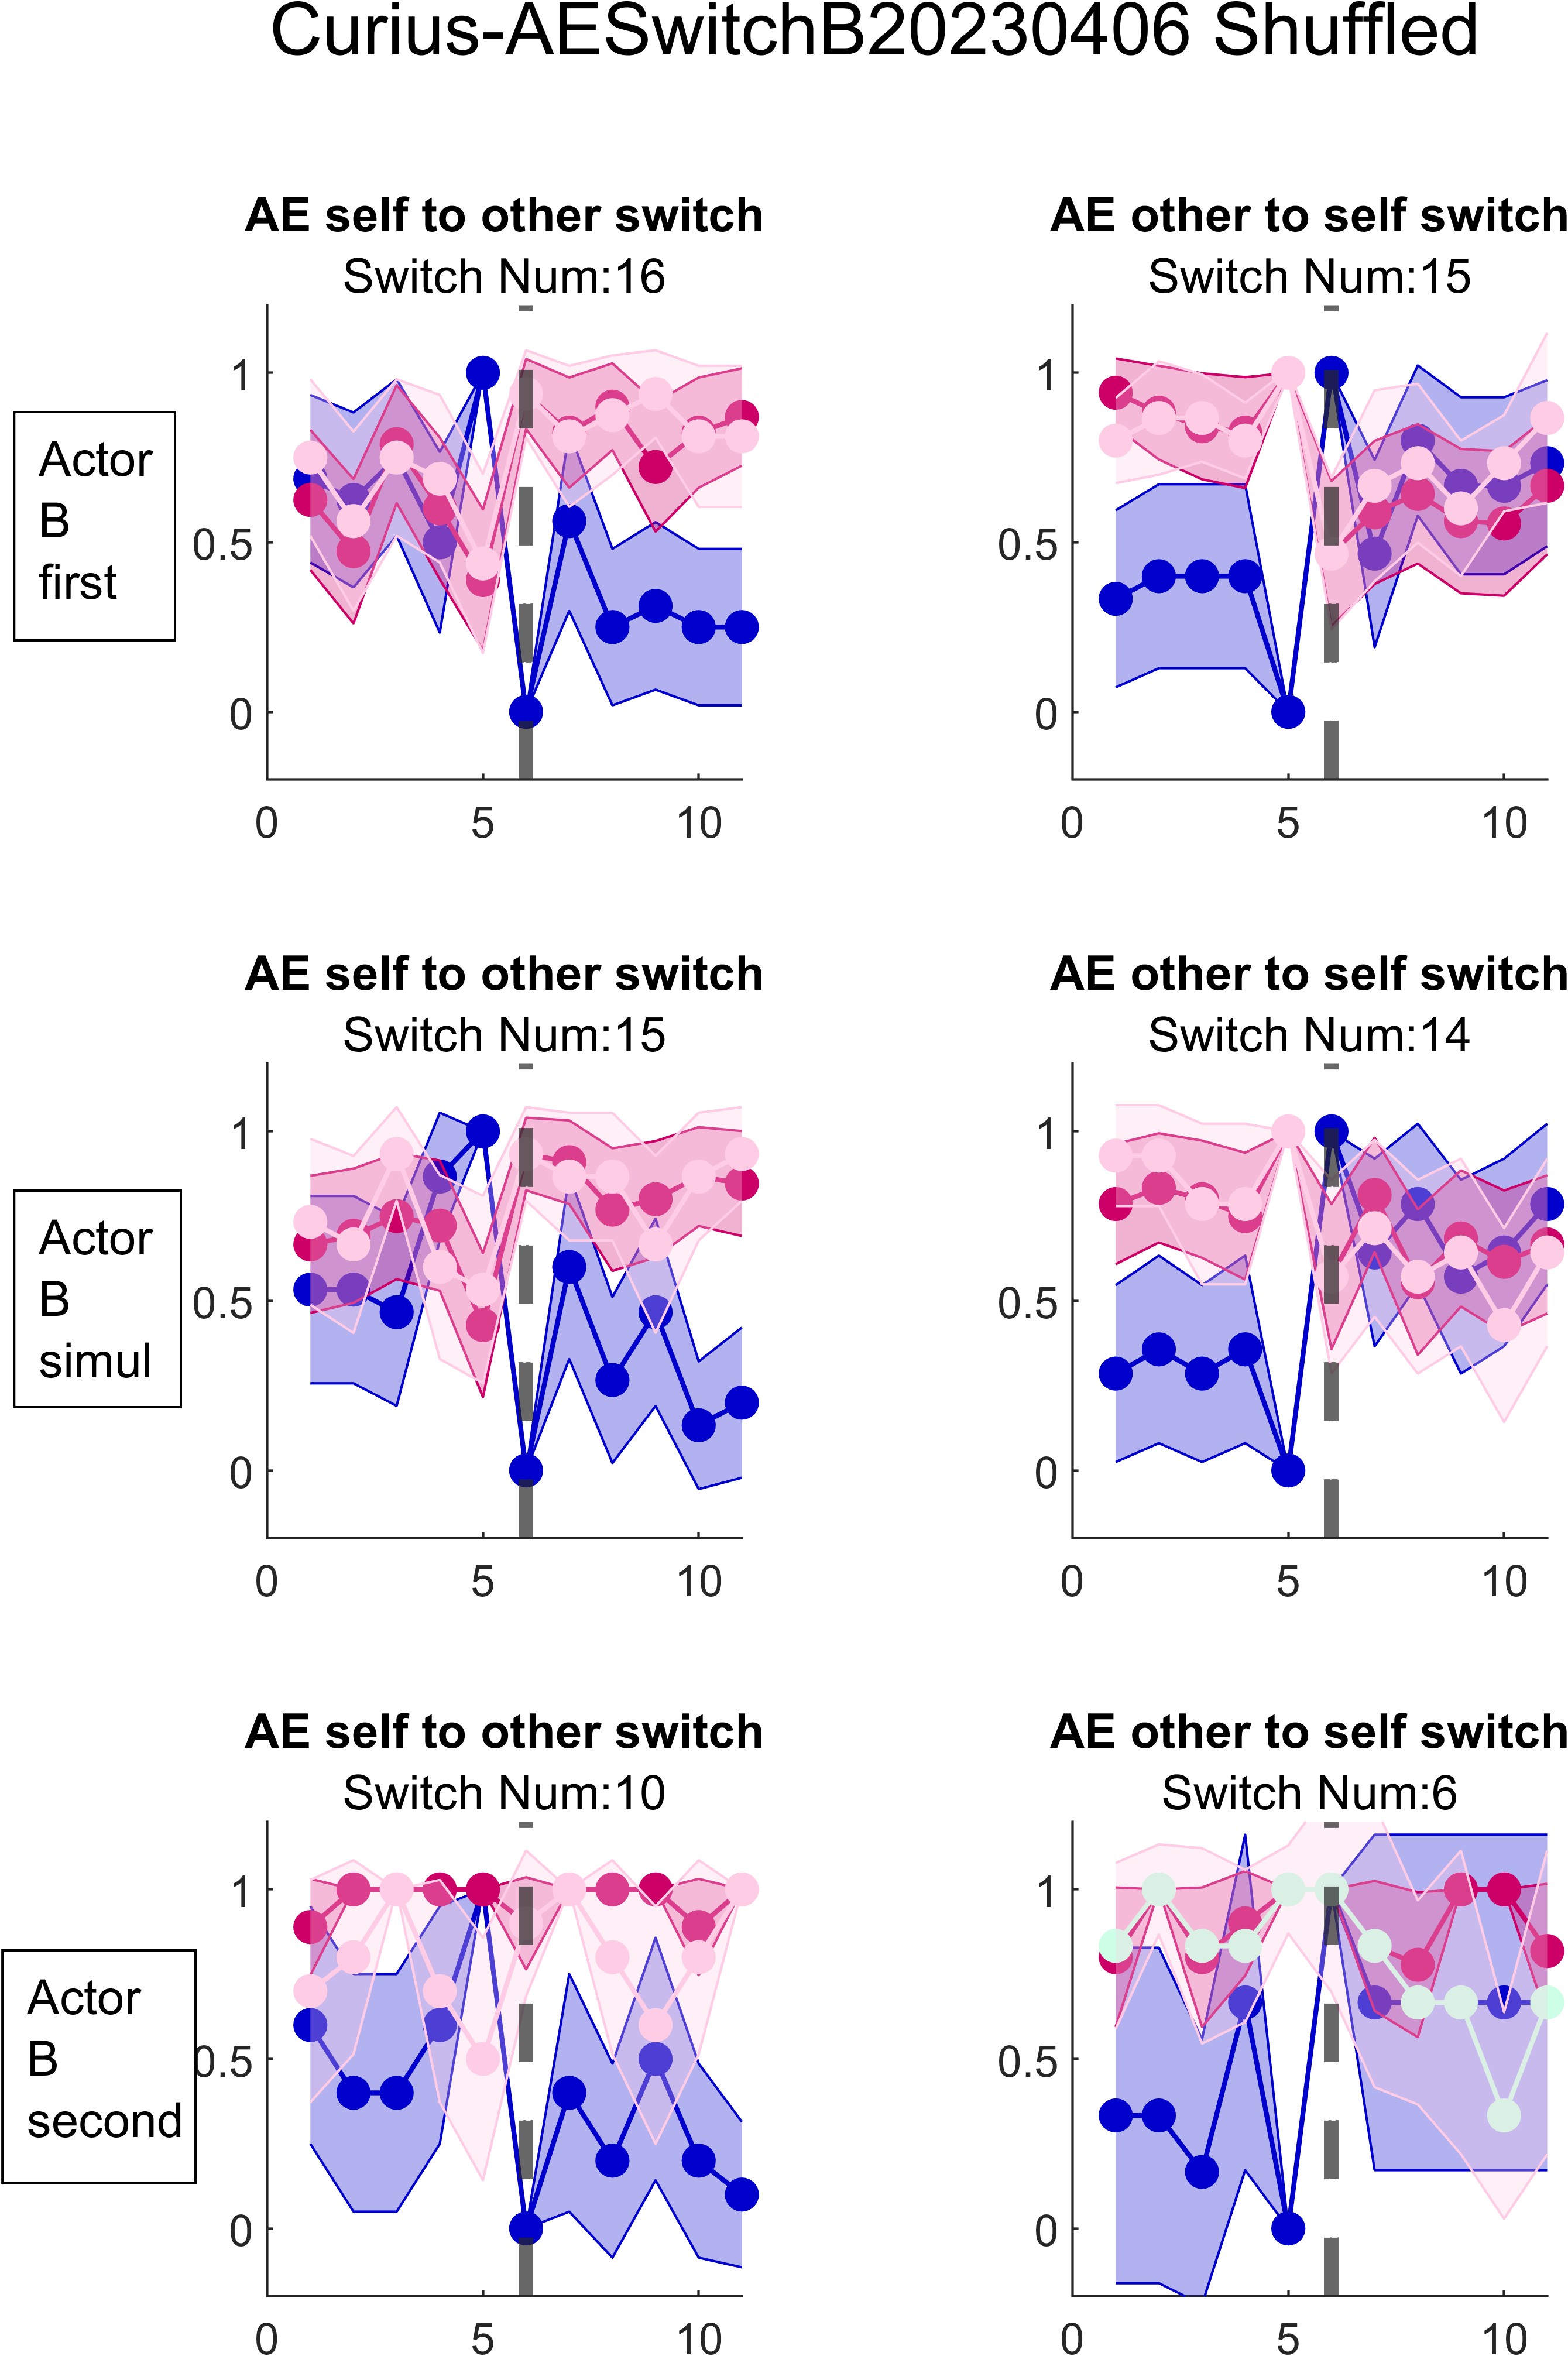 Curius-AESwitchB20230406 Shuffled
AE self to other switch
Switch Num:16
AE other to self switch
Switch Num:15
Actor
B
first
1
0.5
0
0
5
10
1
0.5
0
0
5
10
AE self to other switch
Switch Num:15
AE other to self switch
Switch Num:14
Actor
B
simul
1
0.5
0
0
5
10
1
0.5
0
0
5
10
AE self to other switch
Switch Num:10
AE other to self switch
Switch Num:6
Actor
B
second
1
0.5
0
0
5
10
1
0.5
0
0
5
10